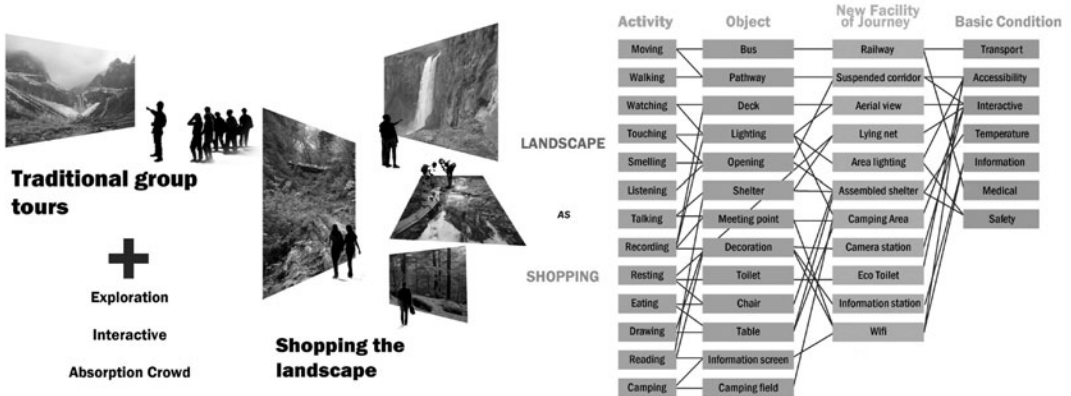 Traditional group
tours
Exploration
Interactive
Absorption Crowd
Shopping the
landscape
LANDSCAPE
AS
SHOPPING
Activity
Moving
Walking
Watching
Touching
Smelling
Listening
Talking
Recording
Resting
Eating
Drawing
Reading
Camping
Object
Bus
Pathway
Deck
Lighting
Opening
Shelter
Meeting point
Decoration
Toilet
Chair
Table
Information screen
Camping field
New Facility
of Journey
Railway
Suspended corridor
Aerial view
Lying net
Area lighting
Assembled shelter
Camping Area
Camera station
Eco Toilet
Information station
Wifi
Basic Condition
Transport
Accessibility
Interactive
Temperature
Information
Medical
Safety